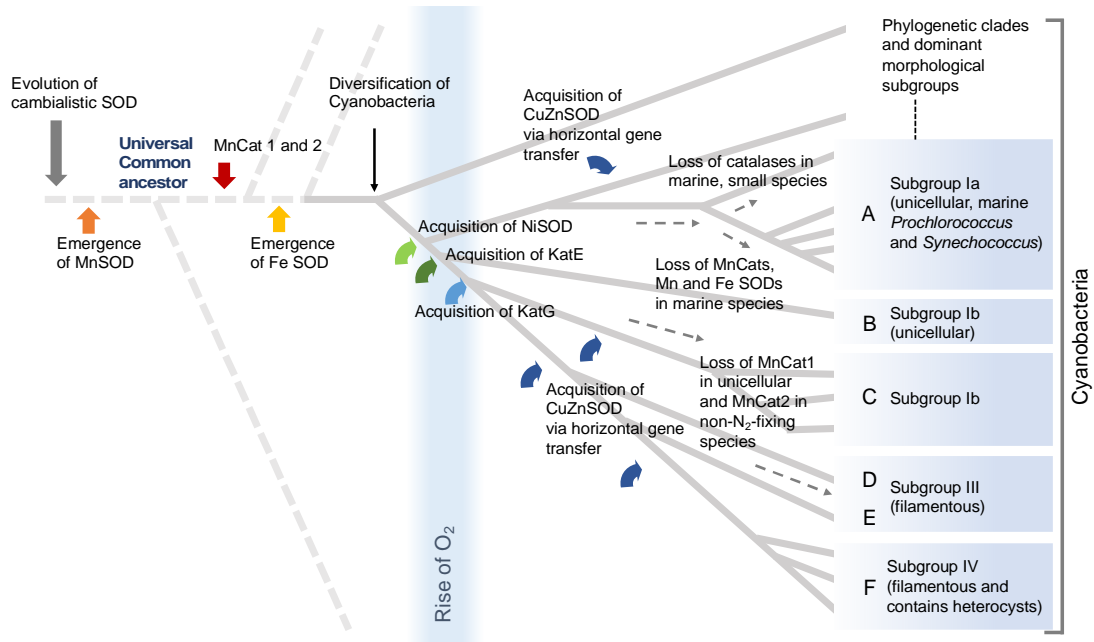 Evolution of
cambialistic SOD
Universal
Common
ancestor
MnCat 1 and 2
Emergence
of MnSOD
Emergence
of Fe SOD
Diversification of
Cyanobacteria
Rise of O₂
Acquisition of NiSOD
Acquisition of KatE
Acquisition of KatG
Acquisition of
CuZnSOD
via horizontal gene
transfer
Loss of catalases in
marine, small species
Loss of MnCats,
Mn and Fe SODs
in marine species
Acquisition of
CuZnSOD
via horizontal gene
transfer
Loss of MnCat1
in unicellular
and MnCat2 in
non-N₂-fixing
species
Phylogenetic clades
and dominant
morphological
subgroups
A
Subgroup Ia
(unicellular, marine
Prochlorococcus
and Synechococcus)
B
Subgroup Ib
(unicellular)
C
Subgroup Ib
D
E
Subgroup III
(filamentous)
F
Subgroup IV
(filamentous and
contains heterocysts)
Cyanobacteria